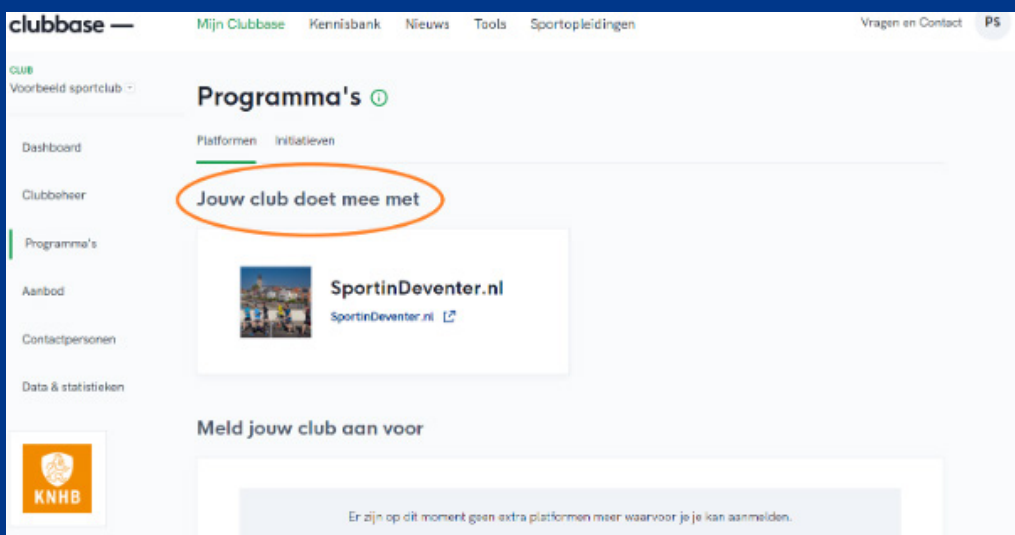 clubbase —
Mijn Clubbase Kennisbank Nieuws Tools Sportopleidingen
Vragen en Contact PS
CLUB
Voorbeeld sportclub
Dashboard
Clubbeheer
Programma's
Aanbod
Contactpersonen
Data & statistieken
KNHB
Programma's
Platformen Initiatieven
Jouw club doet mee met
SportinDeventer.nl
SportinDeventer.nl
Meld jouw club aan voor
Er zijn op dit moment geen extra platformen meer waarvoor je je kan aanmelden.